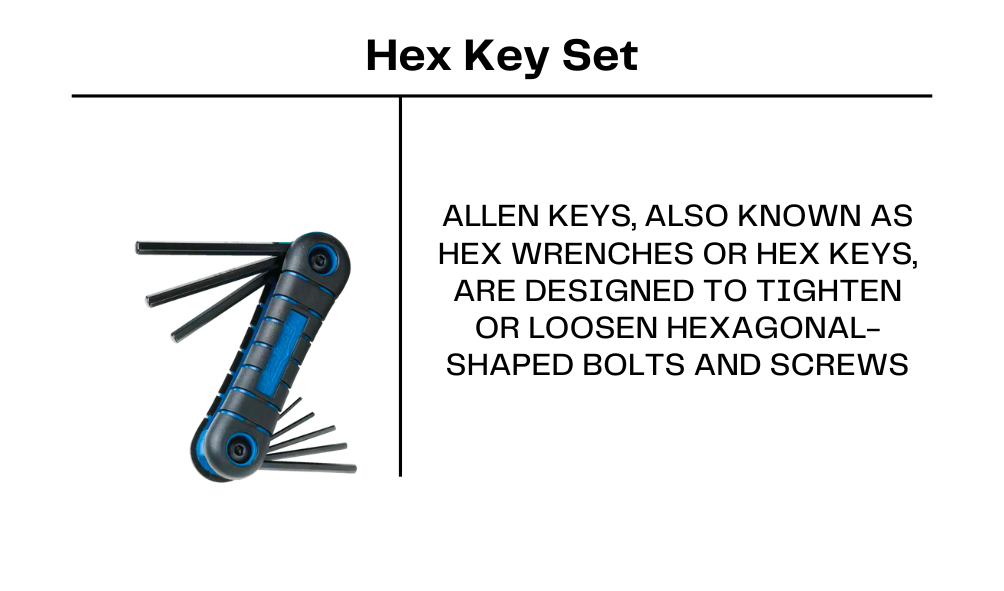 Hex Key Set
ALLEN KEYS, ALSO KNOWN AS
HEX WRENCHES OR HEX KEYS,
ARE DESIGNED TO TIGHTEN
OR LOOSEN HEXAGONAL-
SHAPED BOLTS AND SCREWS